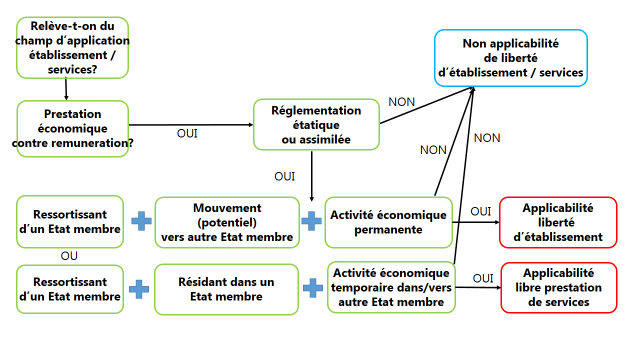 Relève-t-on du
champ d'application
établissement /
services?
Non applicabilité
de liberté
d'établissement / services
Prestation
économique
contre remuneration?
OUI
Réglementation
étatique
ou assimilée
NON
NON
NON
OUI
Ressortissant
d'un Etat membre
Mouvement
(potentiel)
vers autre Etat membre
Activité économique
permanente
OUI
Applicabilité
liberté
d'établissement
OU
Ressortissant
d'un Etat membre
Résidant dans un
Etat membre
Activité économique
temporaire dans/vers
autre Etat membre
OUI
Applicabilité
libre prestation
de services